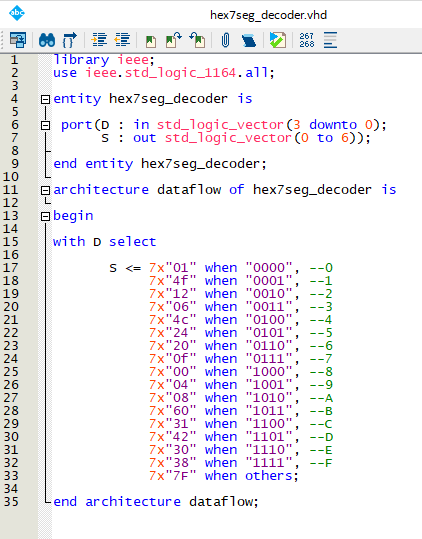 abc hex7seg_decoder.vhd
267
268
1 library ieee;
2 use ieee.std_logic_1164.all;
3
4 entity hex7seg_decoder is
5
6 port(D : in std_logic_vector(3 downto 0);
7 S : out std_logic_vector(0 to 6));
8
9 end entity hex7seg_decoder;
10
11 architecture dataflow of hex7seg_decoder is
12
13 begin
14
15 with D select
16
17 S <= 7x"01" when "0000", --0
18 7x"4f" when "0001", --1
19 7x"12" when "0010", --2
20 7x"06" when "0011", --3
21 7x"4c" when "0100", --4
22 7x"24" when "0101", --5
23 7x"20" when "0110", --6
24 7x"0f" when "0111", --7
25 7x"00" when "1000", --8
26 7x"04" when "1001", --9
27 7x"08" when "1010", --A
28 7x"60" when "1011", --B
29 7x"31" when "1100", --C
30 7x"42" when "1101", --D
31 7x"30" when "1110", --E
32 7x"38" when "1111", --F
33 7x"7F" when others;
34
35 end architecture dataflow;